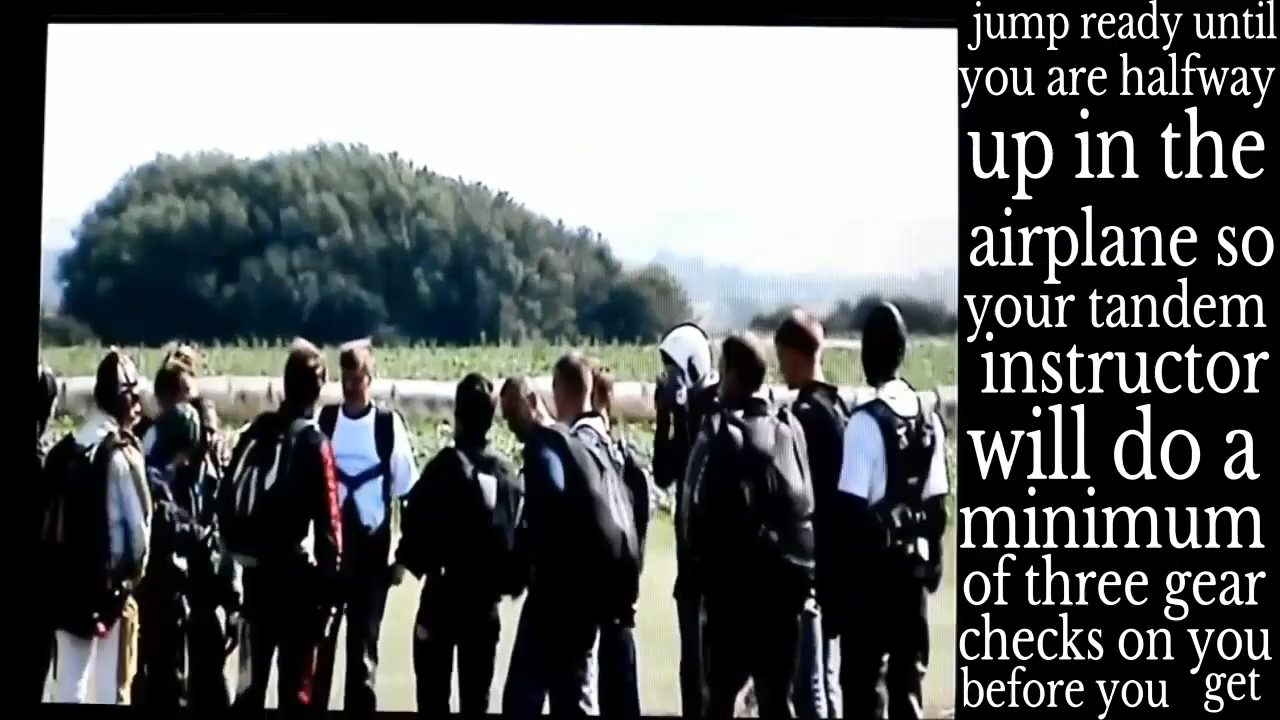 jump ready until
you are halfway
up in the
airplane so
your tandem
instructor
will do a
minimum
of three gear
checks on you
before you get